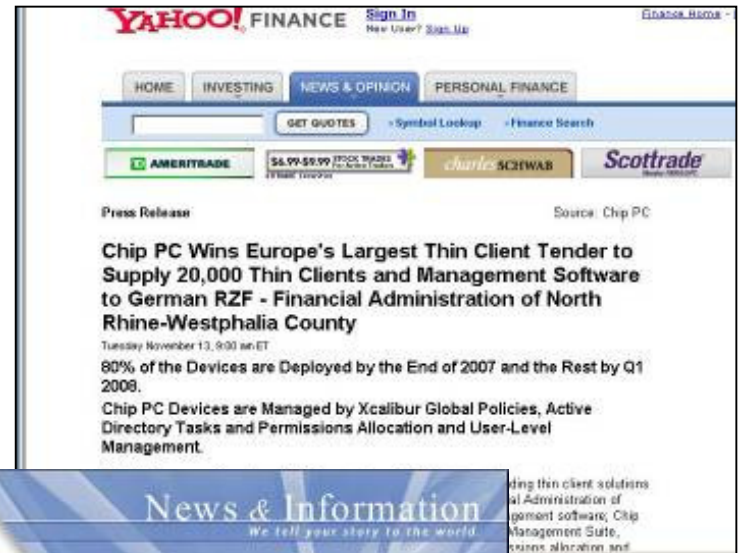 YAHOO! FINANCE Sign In
New User? Sign Up
Finance Home -
HOME INVESTING NEWS & OPINION PERSONAL FINANCE
GET QUOTES Symbol Lookup Finance Search
AMERITRADE $6.99-$9.99 STOCK TRADES charles SCHWAB Scottrade
Press Release Source: Chip PC
Chip PC Wins Europe's Largest Thin Client Tender to
Supply 20,000 Thin Clients and Management Software
to German RZF - Financial Administration of North
Rhine-Westphalia County
Tuesday November 13, 9:00 am ET
80% of the Devices are Deployed by the End of 2007 and the Rest by Q1
2008.
Chip PC Devices are Managed by Xcalibur Global Policies, Active
Directory Tasks and Permissions Allocation and User-Level
Management.
ding thin client solutions
al Administration of
gement software; Chip
Management Suite,
ssions allocation and
News & Information
We tell your story to the world.